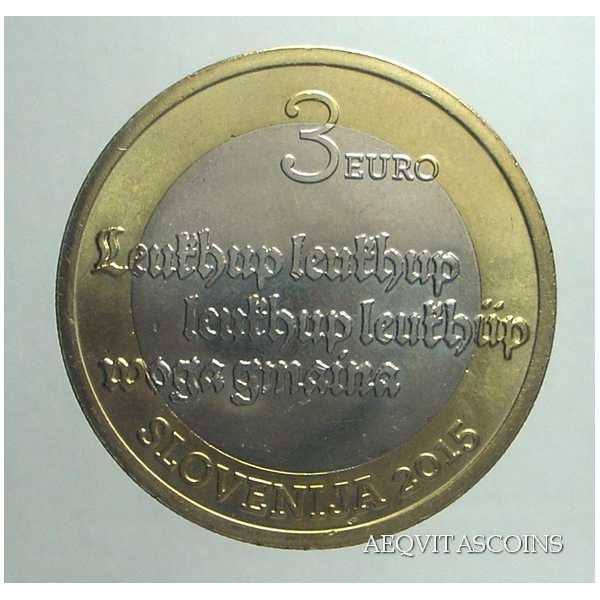 3 EURO
Leukhup leukhup
leukhup leukhüp
woga gmaina
SLOVENIJA 2015
AEQVITASCOINS